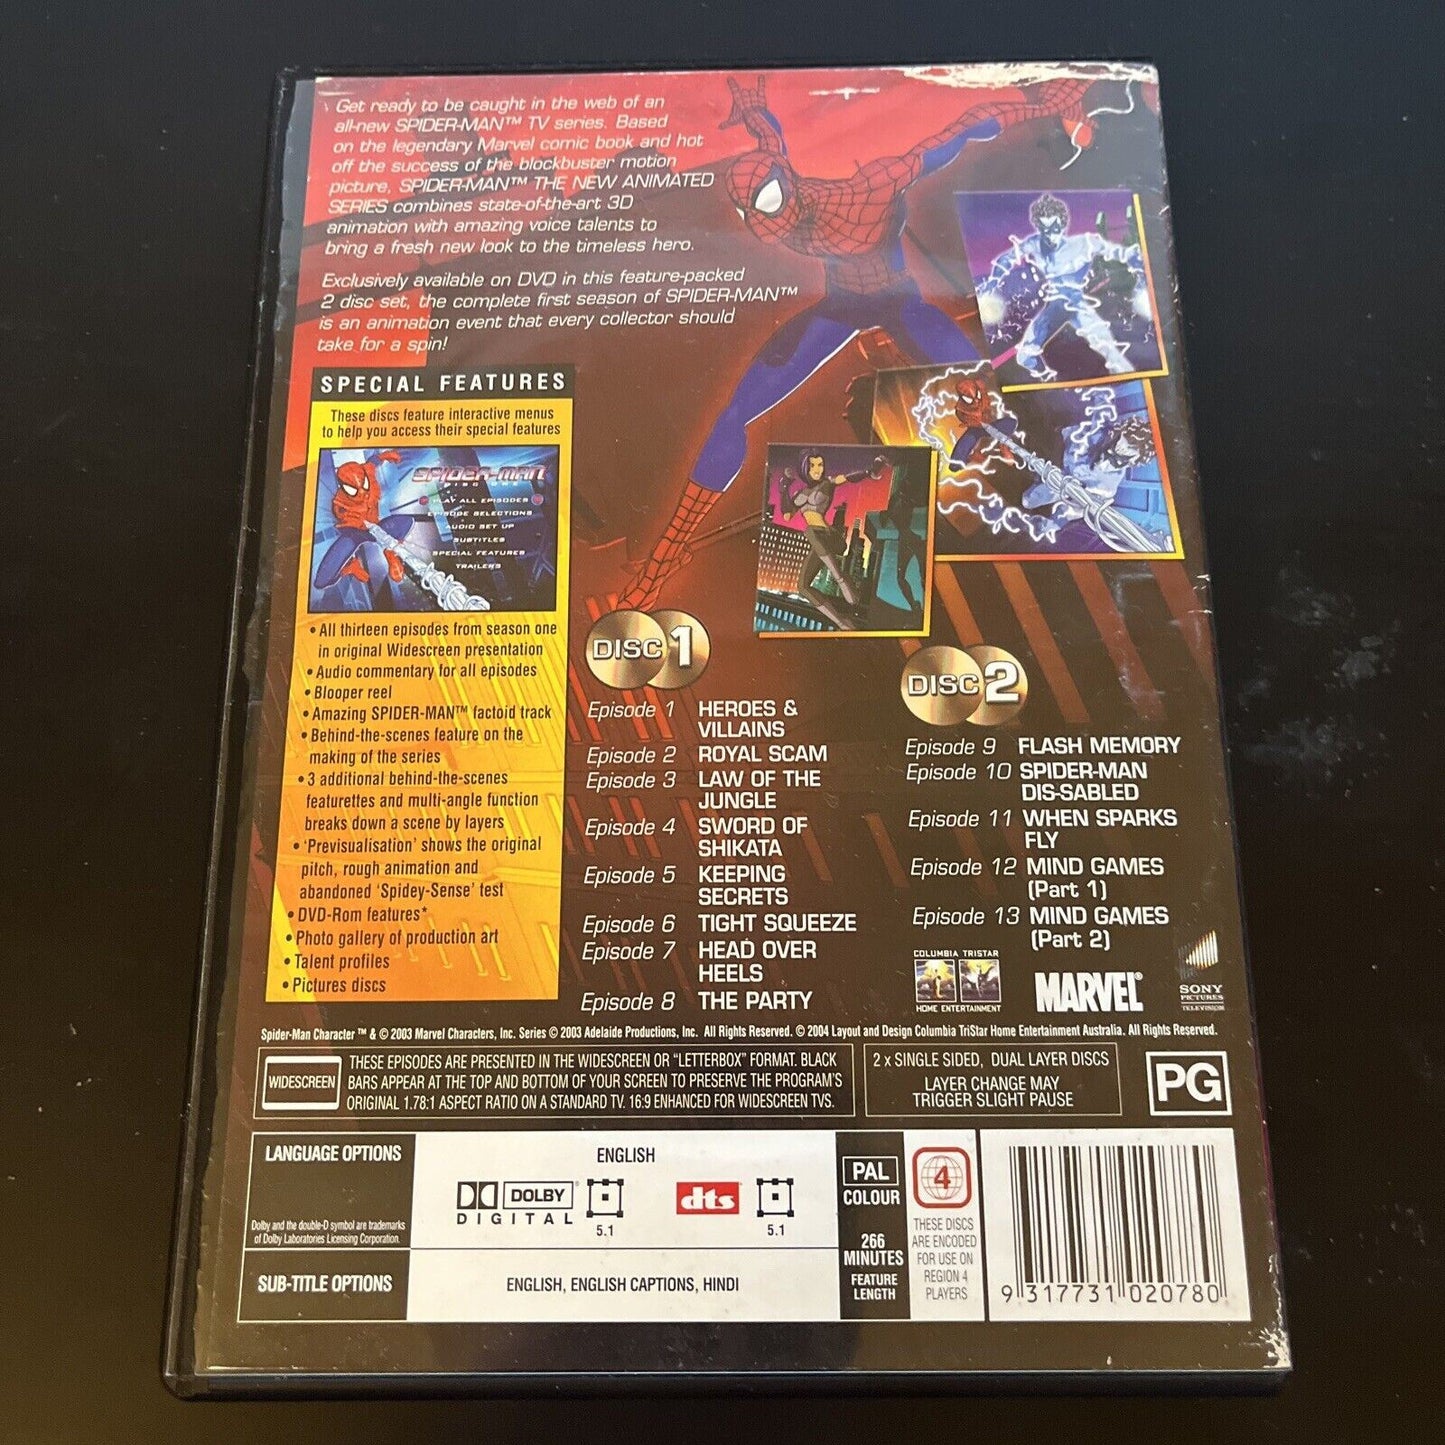 Get ready to be caught in the web of an
all-new SPIDER-MAN™ TV series. Based
on the legendary Marvel comic book and hot
off the success of the blockbuster motion
picture, SPIDER-MAN™ THE NEW ANIMATED
SERIES combines state-of-the-art 3D
animation with amazing voice talents to
bring a fresh new look to the timeless hero.
Exclusively available on DVD in this feature-packed
2 disc set, the complete first season of SPIDER-MAN™
is an animation event that every collector should
take for a spin!
SPECIAL FEATURES
These discs feature interactive menus
to help you access their special features
SPIDER-MAN
DISC ONE
PLAY ALL EPISODES
EPISODE SELECTIONS
AUDIO SET UP
SUBTITLES
SPECIAL FEATURES
TRAILERS
• All thirteen episodes from season one
in original Widescreen presentation
• Audio commentary for all episodes
• Blooper reel
• Amazing SPIDER-MAN™ factoid track
• Behind-the-scenes feature on the
making of the series
• 3 additional behind-the-scenes
featurettes and multi-angle function
breaks down a scene by layers
• 'Previsualisation' shows the original
pitch, rough animation and
abandoned 'Spidey-Sense' test
• DVD-Rom features*
• Photo gallery of production art
• Talent profiles
• Pictures discs
DISC 1
Episode 1 HEROES &
VILLAINS
Episode 2 ROYAL SCAM
Episode 3 LAW OF THE
JUNGLE
Episode 4 SWORD OF
SHIKATA
Episode 5 KEEPING
SECRETS
Episode 6 TIGHT SQUEEZE
Episode 7 HEAD OVER
HEELS
Episode 8 THE PARTY
DISC 2
Episode 9 FLASH MEMORY
Episode 10 SPIDER-MAN
DIS-SABLED
Episode 11 WHEN SPARKS
FLY
Episode 12 MIND GAMES
(Part 1)
Episode 13 MIND GAMES
(Part 2)
COLUMBIA TRISTAR
HOME ENTERTAINMENT
MARVEL®
SONY
PICTURES
TELEVISION
Spider-Man Character ™ & © 2003 Marvel Characters, Inc. Series © 2003 Adelaide Productions, Inc. All Rights Reserved. © 2004 Layout and Design Columbia TriStar Home Entertainment Australia. All Rights Reserved.
WIDESCREEN
THESE EPISODES ARE PRESENTED IN THE WIDESCREEN OR "LETTERBOX" FORMAT. BLACK
BARS APPEAR AT THE TOP AND BOTTOM OF YOUR SCREEN TO PRESERVE THE PROGRAM'S
ORIGINAL 1.78:1 ASPECT RATIO ON A STANDARD TV. 16:9 ENHANCED FOR WIDESCREEN TVS.
2 x SINGLE SIDED, DUAL LAYER DISCS
LAYER CHANGE MAY
TRIGGER SLIGHT PAUSE
PG
LANGUAGE OPTIONS
Dolby and the double-D symbol are trademarks
of Dolby Laboratories Licensing Corporation.
ENGLISH
DOLBY
DIGITAL
5.1
dts
5.1
SUB-TITLE OPTIONS
ENGLISH, ENGLISH CAPTIONS, HINDI
PAL
COLOUR
266
MINUTES
FEATURE
LENGTH
4
THESE DISCS
ARE ENCODED
FOR USE ON
REGION 4
PLAYERS
9 317731 020780